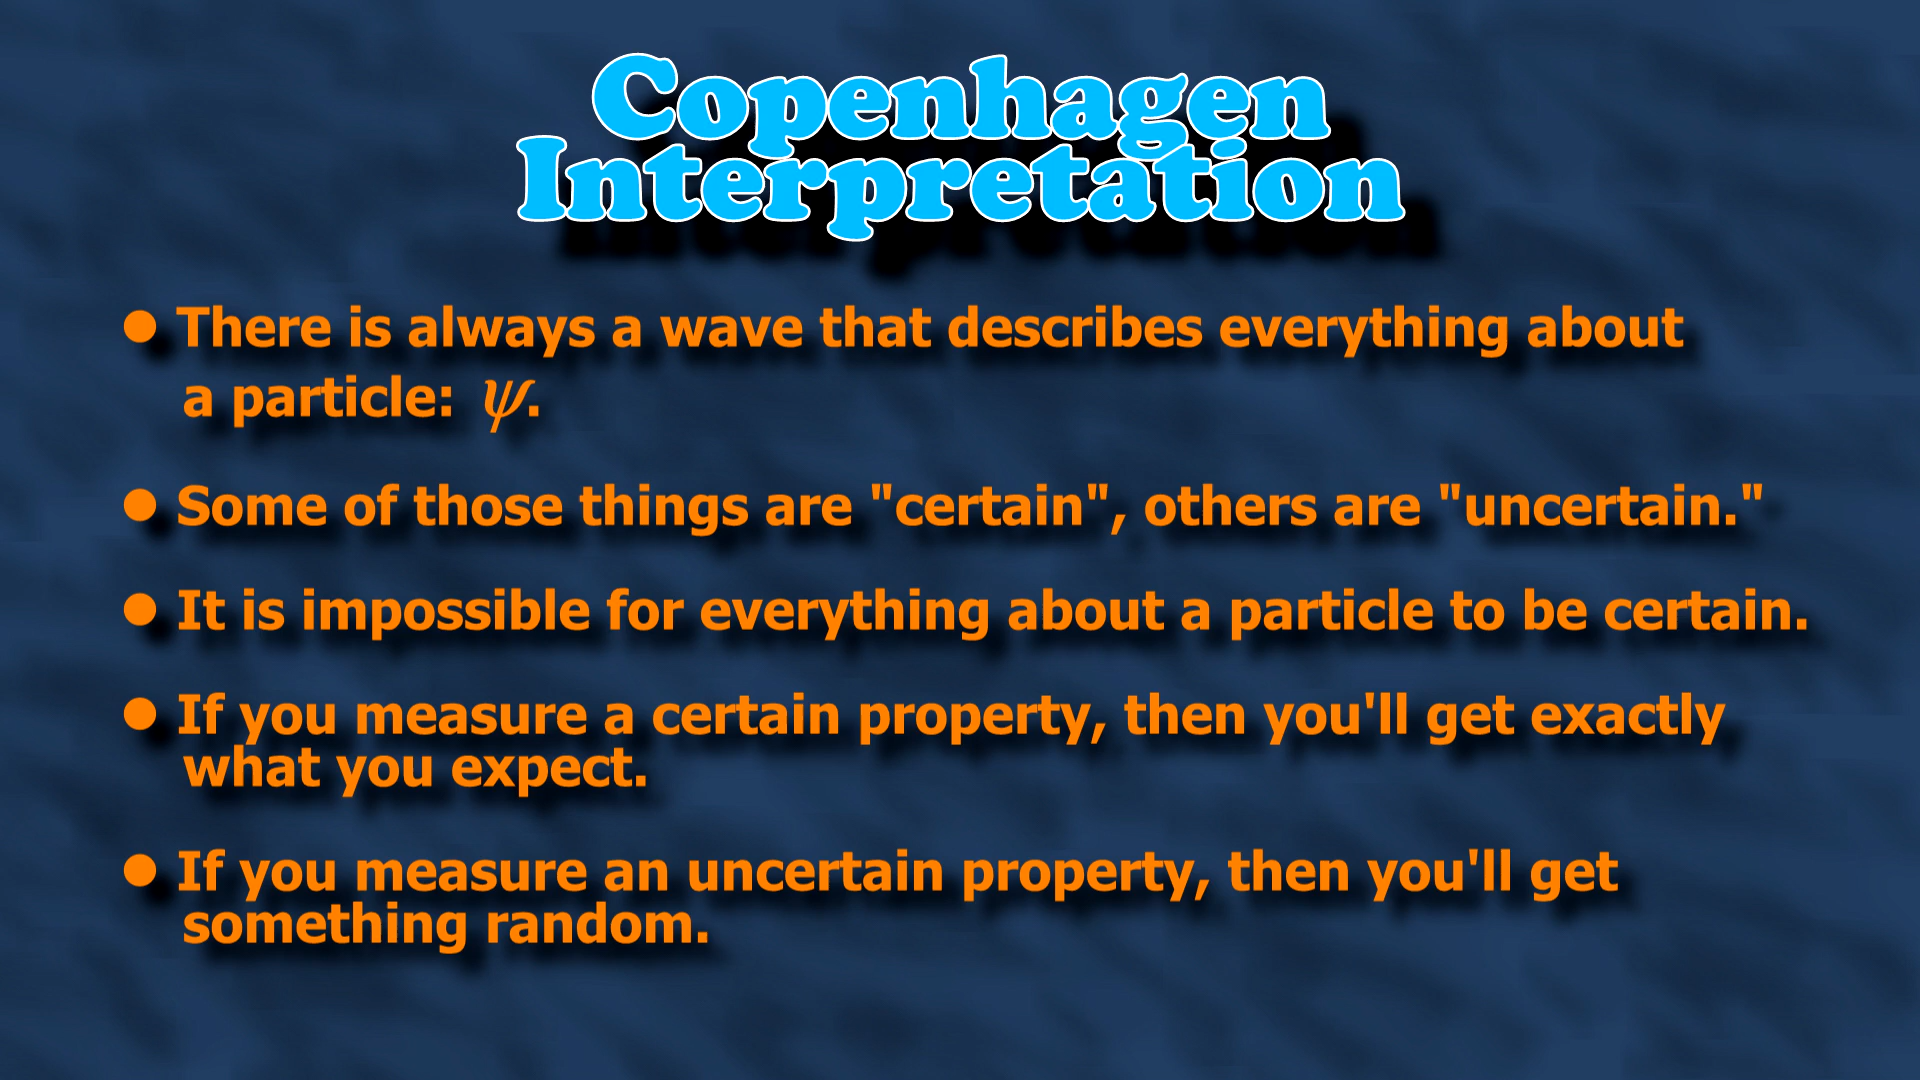 Copenhagen
Interpretation
● There is always a wave that describes everything about
a particle: ψ.
● Some of those things are "certain", others are "uncertain."
● It is impossible for everything about a particle to be certain.
● If you measure a certain property, then you'll get exactly
what you expect.
● If you measure an uncertain property, then you'll get
something random.